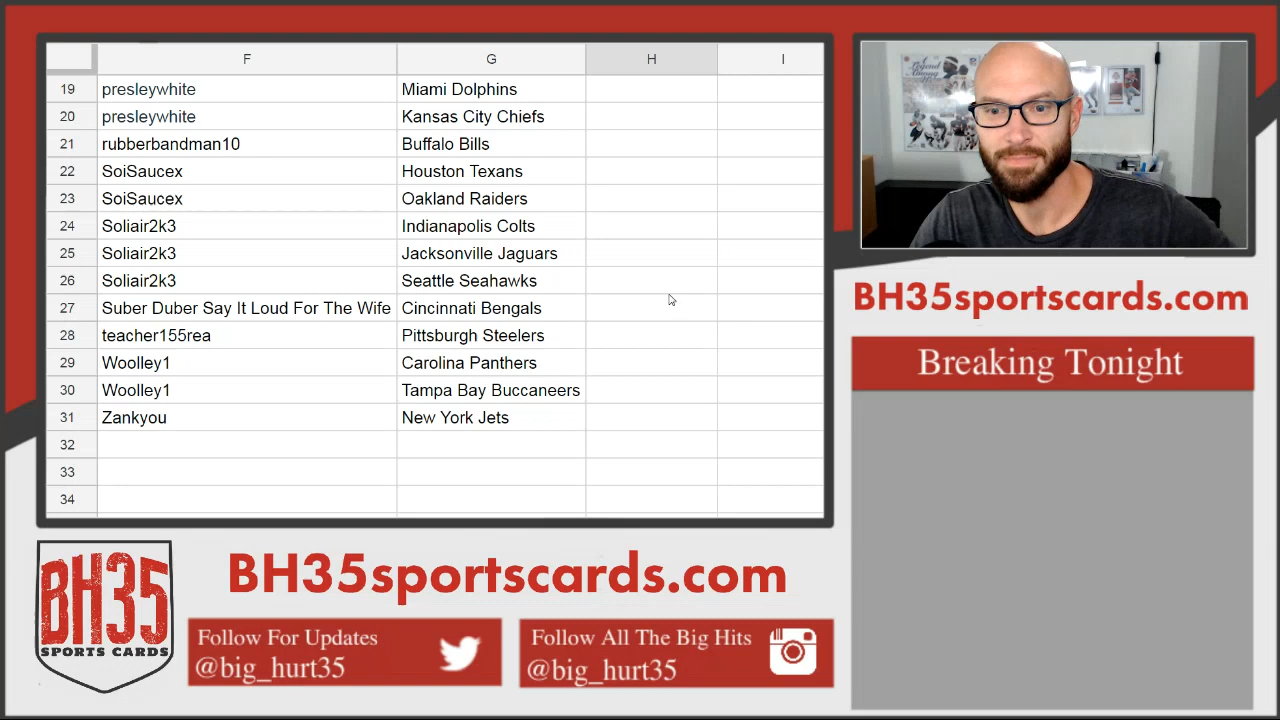 F G H I
19 presleywhite Miami Dolphins
20 presleywhite Kansas City Chiefs
21 rubberbandman10 Buffalo Bills
22 SoiSaucex Houston Texans
23 SoiSaucex Oakland Raiders
24 Soliair2k3 Indianapolis Colts
25 Soliair2k3 Jacksonville Jaguars
26 Soliair2k3 Seattle Seahawks
27 Suber Duber Say It Loud For The Wife Cincinnati Bengals
28 teacher155rea Pittsburgh Steelers
29 Woolley1 Carolina Panthers
30 Woolley1 Tampa Bay Buccaneers
31 Zankyou New York Jets
32
33
34
BH35sportscards.com
Breaking Tonight
BH35
SPORTS CARDS
BH35sportscards.com
Follow For Updates
@big_hurt35
Follow All The Big Hits
@big_hurt35